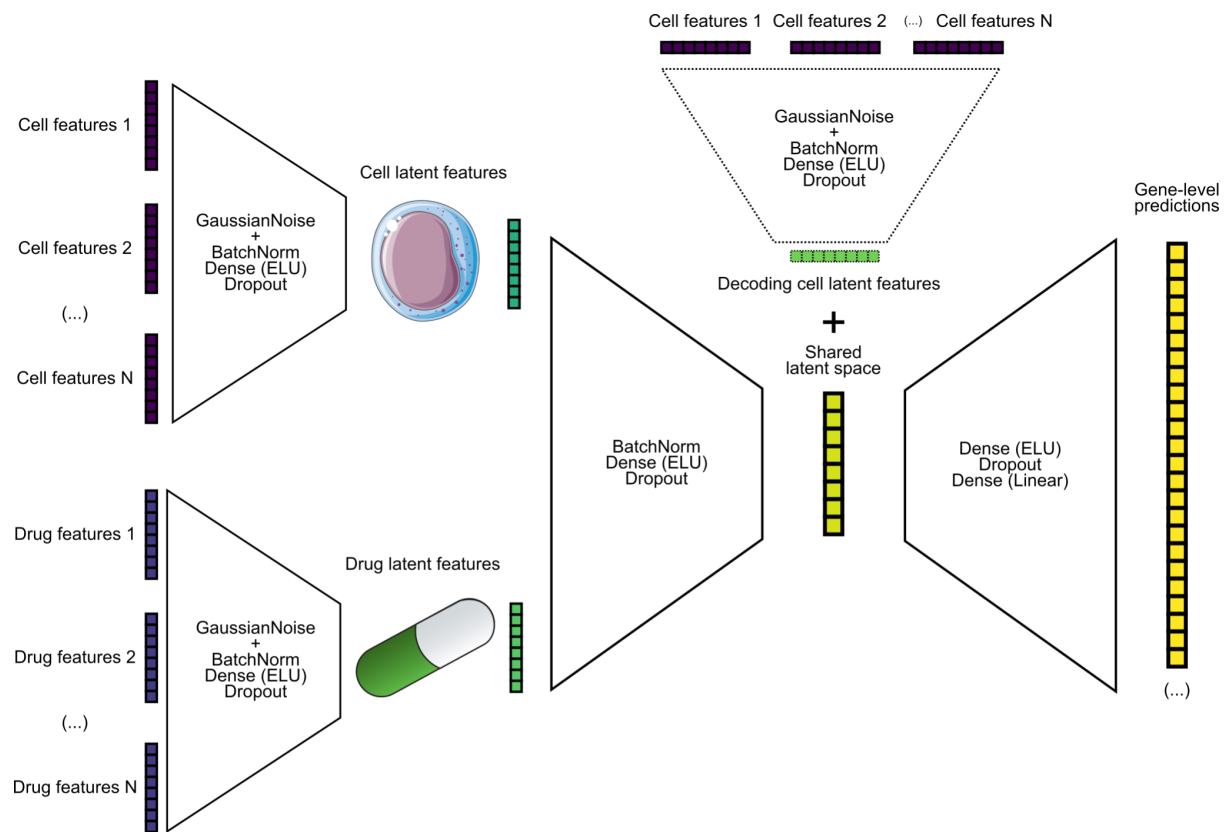 Cell features 1
Cell features 2
(...)
Cell features N
GaussianNoise
+
BatchNorm
Dense (ELU)
Dropout
Cell latent features
Drug features 1
Drug features 2
(...)
Drug features N
GaussianNoise
+
BatchNorm
Dense (ELU)
Dropout
Drug latent features
BatchNorm
Dense (ELU)
Dropout
Cell features 1 Cell features 2 (...) Cell features N
GaussianNoise
+
BatchNorm
Dense (ELU)
Dropout
Decoding cell latent features
+
Shared
latent space
Dense (ELU)
Dropout
Dense (Linear)
Gene-level
predictions
(...)